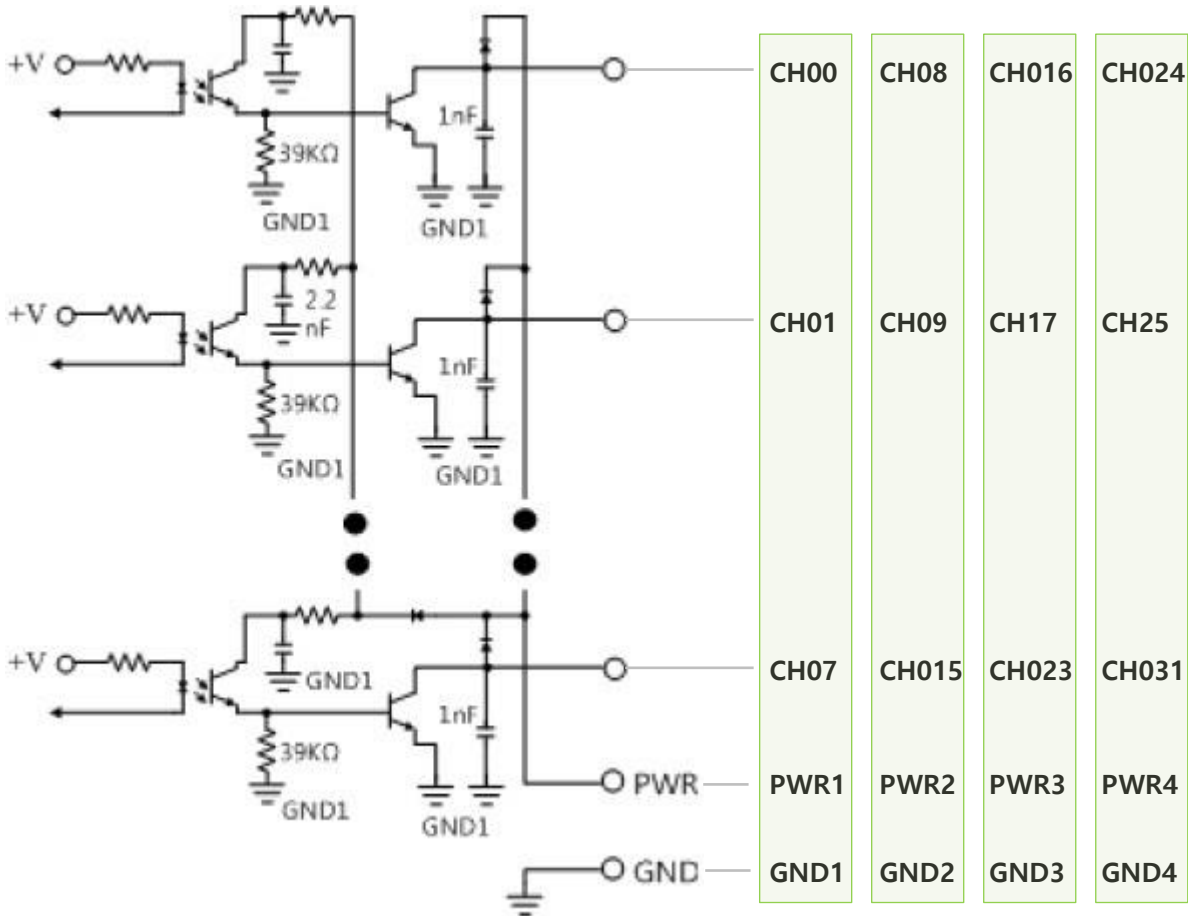 +V
CH00 CH08 CH016 CH024
1nF
39KΩ
GND1 GND1
2.2
nF
+V
CH01 CH09 CH17 CH25
1nF
39KΩ
GND1 GND1
+V
CH07 CH015 CH023 CH031
GND1
1nF
39KΩ
PWR PWR1 PWR2 PWR3 PWR4
GND1 GND1
GND GND1 GND2 GND3 GND4